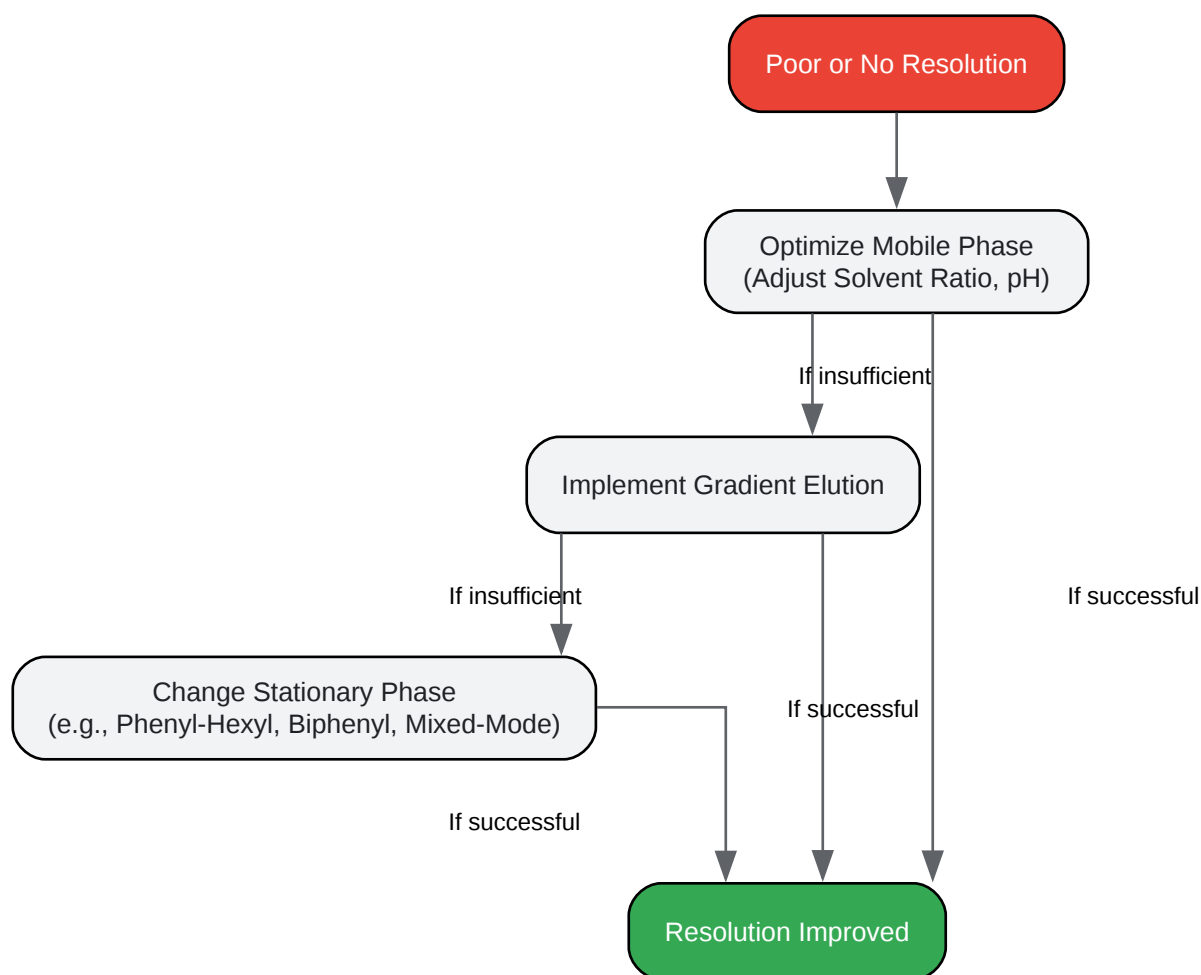 Poor or No Resolution
Optimize Mobile Phase
(Adjust Solvent Ratio, pH)
If insufficient
Implement Gradient Elution
If insufficient
If successful
Change Stationary Phase
(e.g., Phenyl-Hexyl, Biphenyl, Mixed-Mode)
If successful
If successful
Resolution Improved